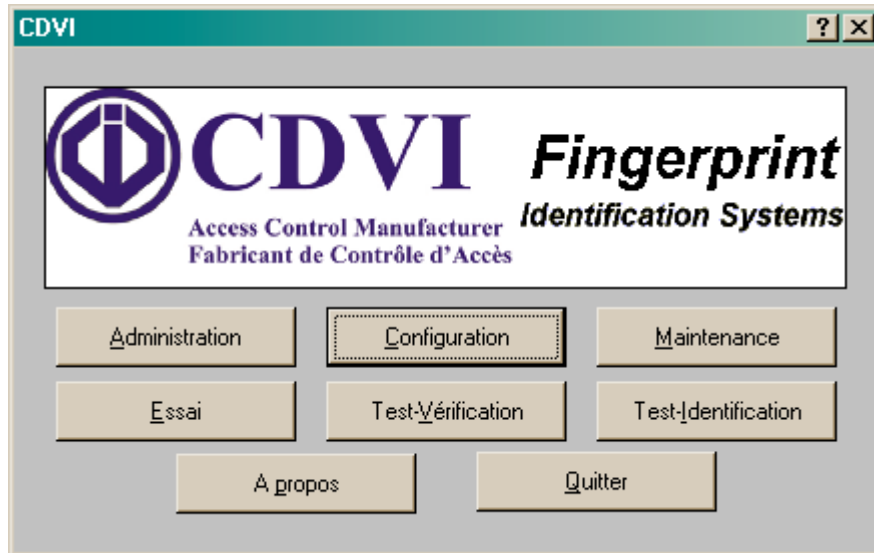 CDVI
CDVI
Fingerprint
Identification Systems
Access Control Manufacturer
Fabricant de Contrôle d'Accès
Administration
Configuration
Maintenance
Essai
Test-Vérification
Test-Identification
A propos
Quitter